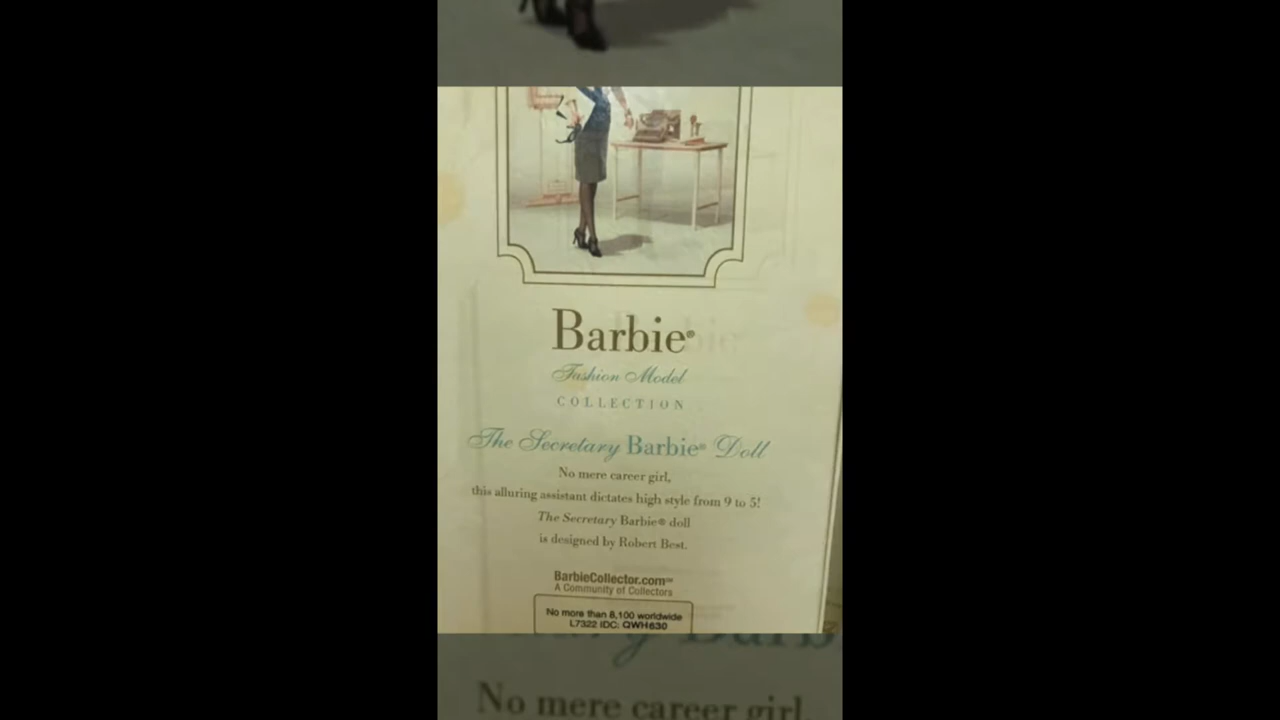 Barbie®
Fashion Model
COLLECTION
The Secretary Barbie® Doll
No mere career girl,
this alluring assistant dictates high style from 9 to 5!
The Secretary Barbie® doll
is designed by Robert Best.
BarbieCollector.com℠
A Community of Collectors
No more than 8,100 worldwide
L7322 IDC: QWH630
No mere career girl